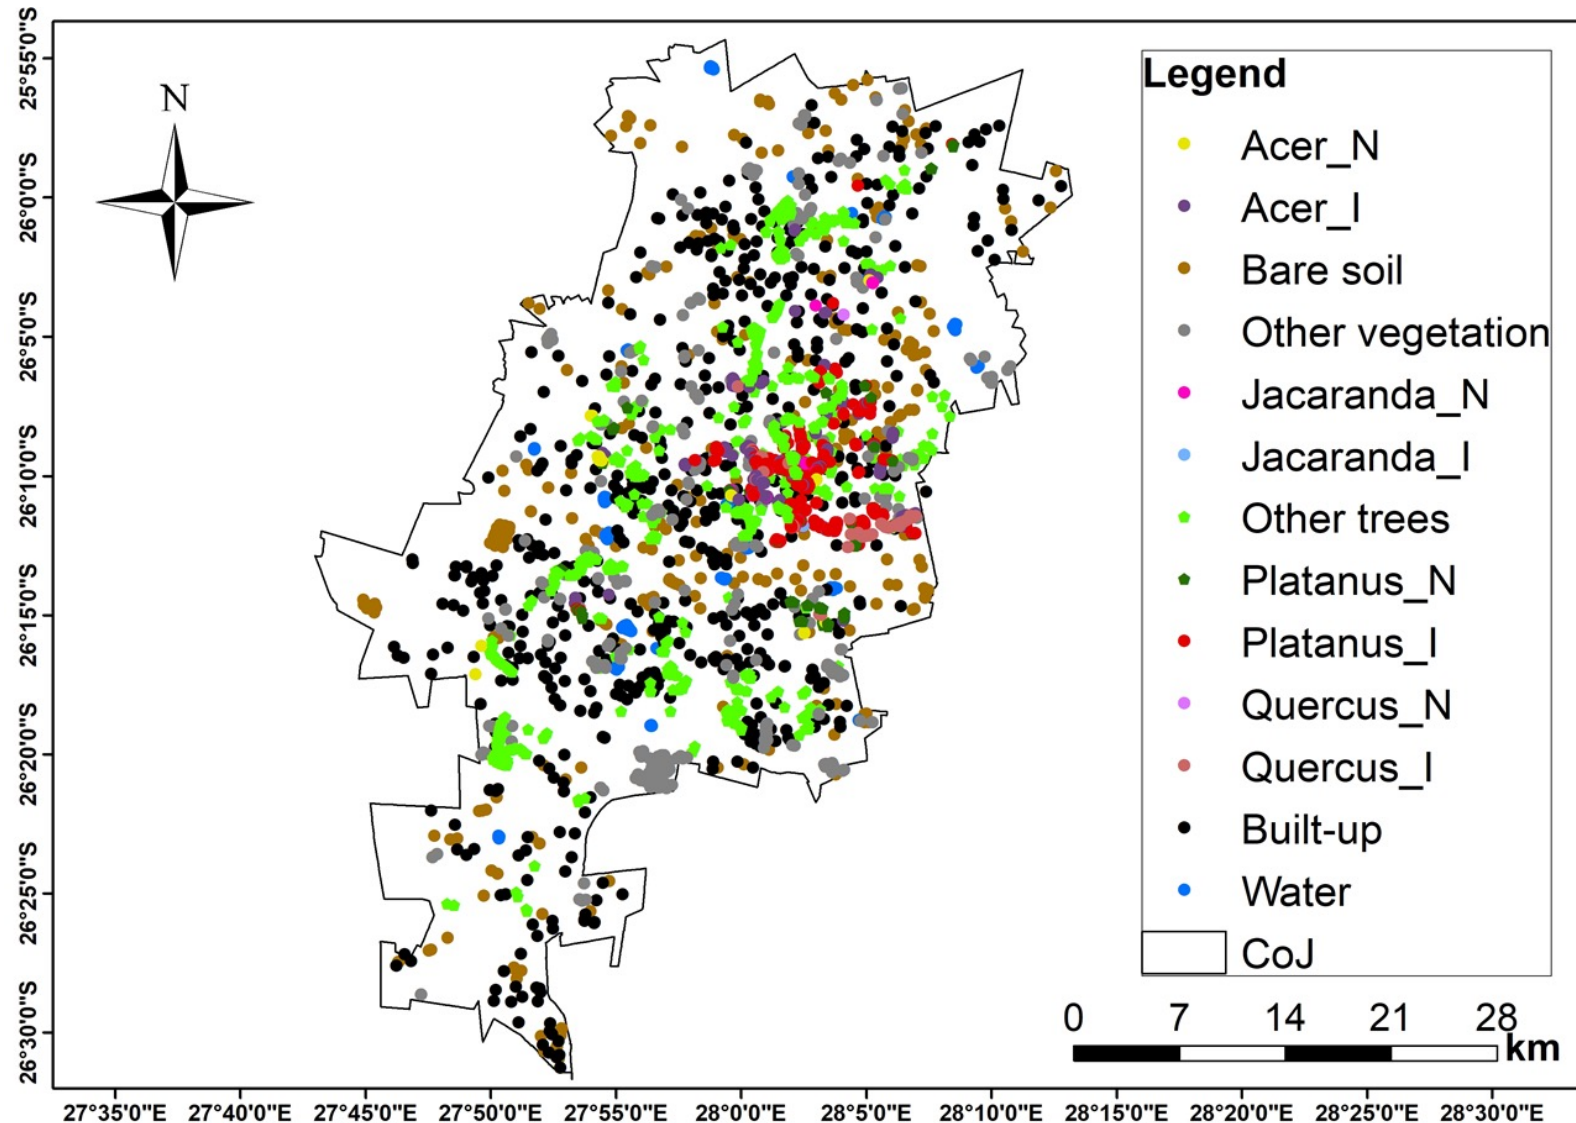 N
Legend
Acer_N
Acer_I
Bare soil
Other vegetation
Jacaranda_N
Jacaranda_I
Other trees
Platanus_N
Platanus_I
Quercus_N
Quercus_I
Built-up
Water
CoJ
0 7 14 21 28
km
25°55'0"S
26°0'0"S
26°5'0"S
26°10'0"S
26°15'0"S
26°20'0"S
26°25'0"S
26°30'0"S
27°35'0"E 27°40'0"E 27°45'0"E 27°50'0"E 27°55'0"E 28°0'0"E 28°5'0"E 28°10'0"E 28°15'0"E 28°20'0"E 28°25'0"E 28°30'0"E